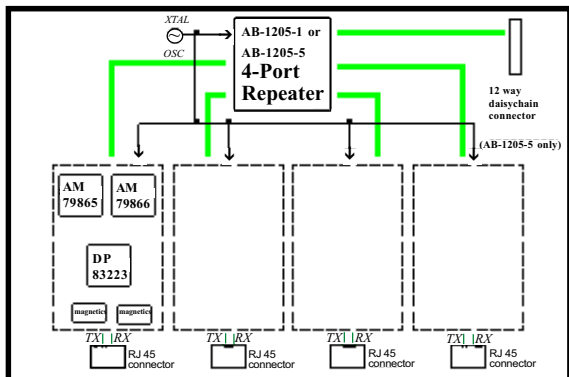 XTAL
OSC
AB-1205-1 or
AB-1205-5
4-Port
Repeater
12 way
daisychain
connector
(AB-1205-5 only)
AM
79865
AM
79866
DP
83223
magnetics
magnetics
TX RX
RJ 45
connector
TX RX
RJ 45
connector
TX RX
RJ 45
connector
TX RX
RJ 45
connector